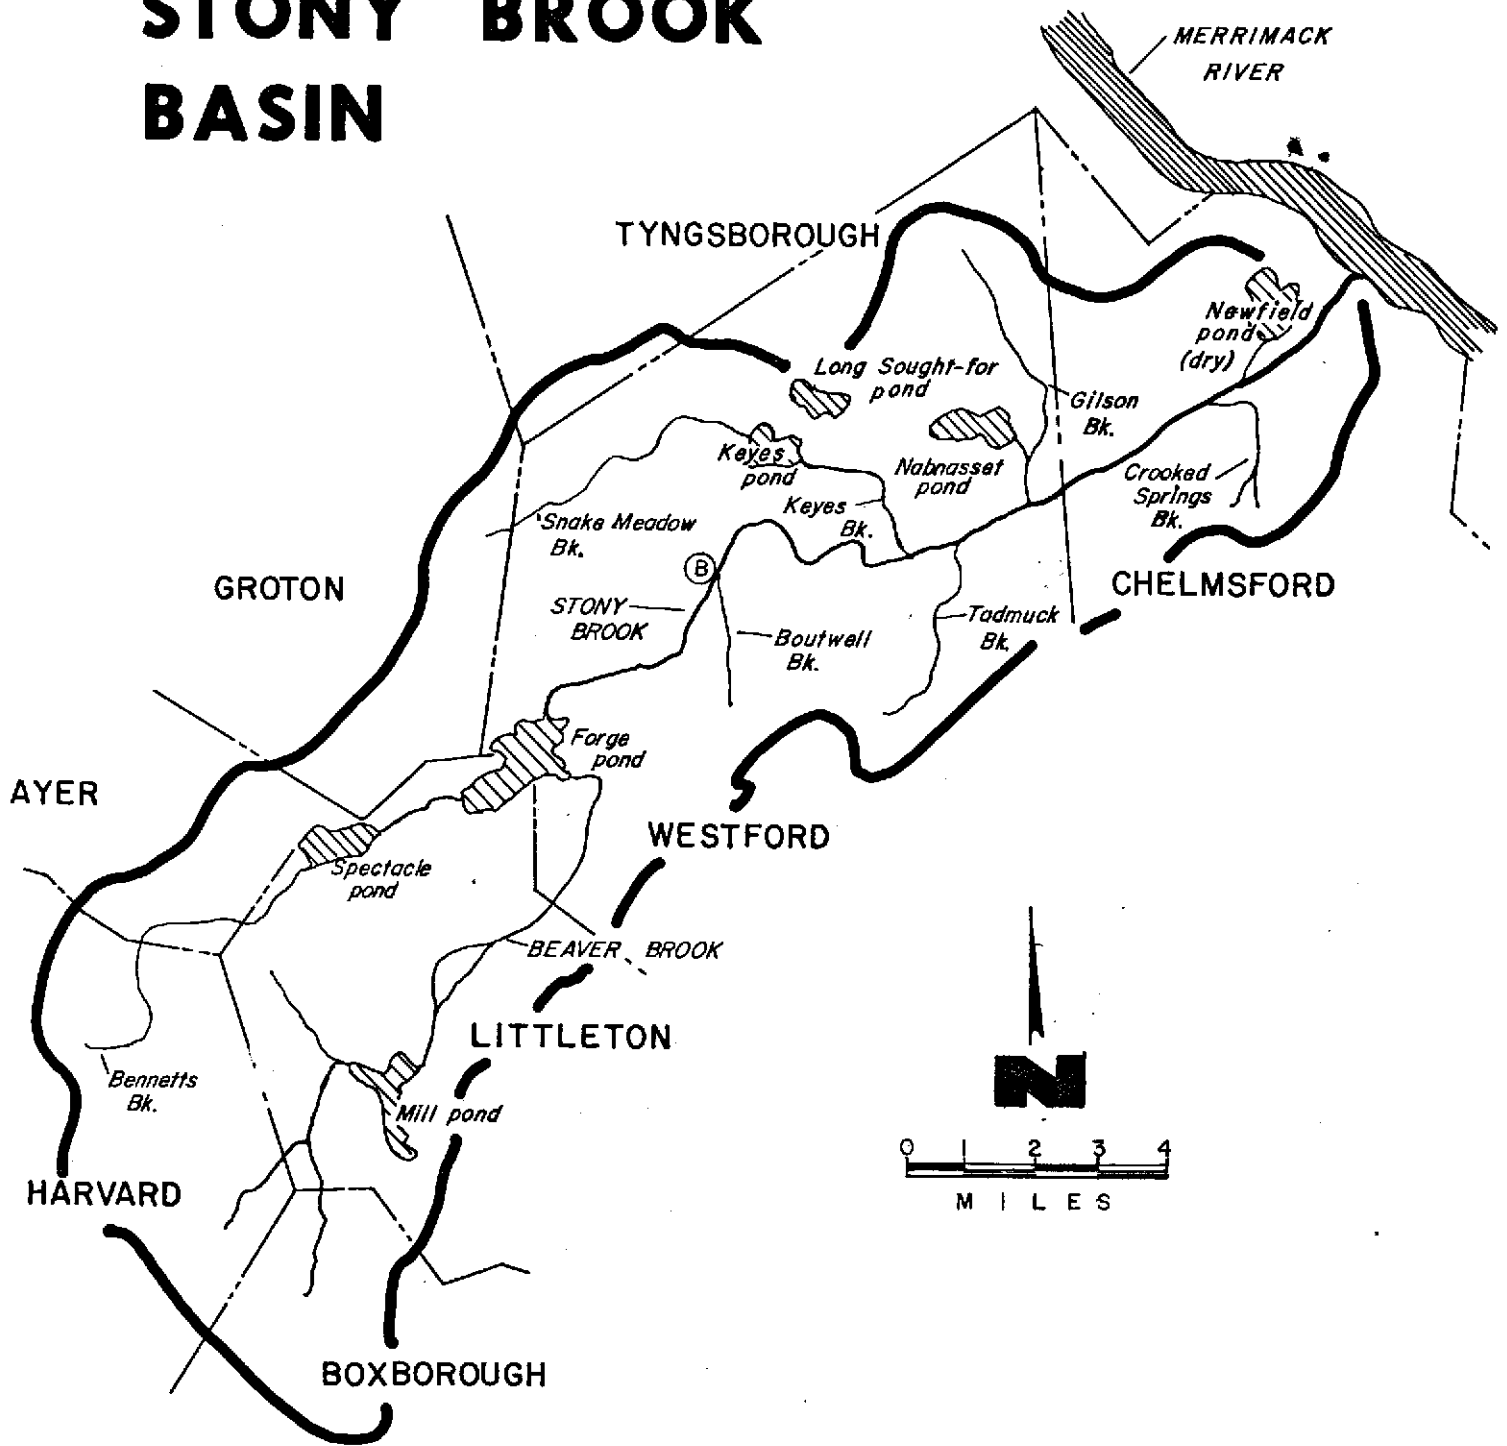 STONY BROOK
BASIN
MERRIMACK
RIVER
TYNGSBOROUGH
Newfield
pond
(dry)
Long Sought-for
pond
Gilson
Bk.
Keyes
pond
Nabnasset
pond
Crooked
Springs
Bk.
Keyes
Bk.
Snake Meadow
Bk.
B
GROTON
CHELMSFORD
STONY
BROOK
Boutwell
Bk.
Tadmuck
Bk.
Forge
pond
AYER
WESTFORD
Spectacle
pond
BEAVER BROOK
LITTLETON
Bennetts
Bk.
Mill pond
N
0 1 2 3 4
MILES
HARVARD
BOXBOROUGH